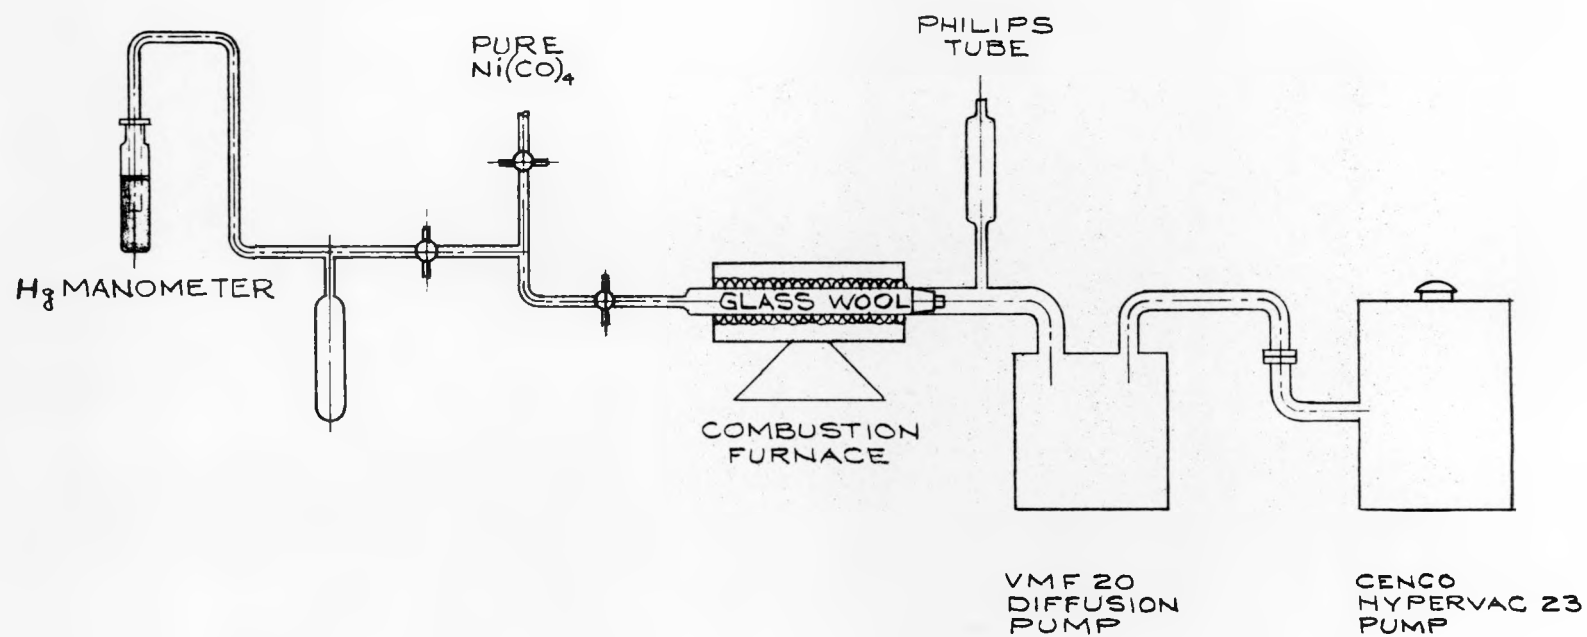 PHILIPS
TUBE
PURE
Ni(CO)₄
Hg MANOMETER
GLASS WOOL
COMBUSTION
FURNACE
VMF 20
DIFFUSION
PUMP
CENCO
HYPERVAC 23
PUMP